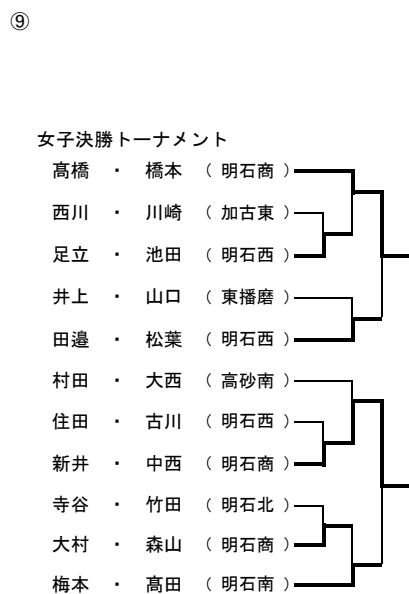 ⑨
女子決勝トーナメント
髙橋 ・ 橋本 （ 明石商 ）
西川 ・ 川崎 （ 加古東 ）
足立 ・ 池田 （ 明石西 ）
井上 ・ 山口 （ 東播磨 ）
田邉 ・ 松葉 （ 明石西 ）
村田 ・ 大西 （ 高砂南 ）
住田 ・ 古川 （ 明石西 ）
新井 ・ 中西 （ 明石商 ）
寺谷 ・ 竹田 （ 明石北 ）
大村 ・ 森山 （ 明石商 ）
梅本 ・ 髙田 （ 明石南 ）